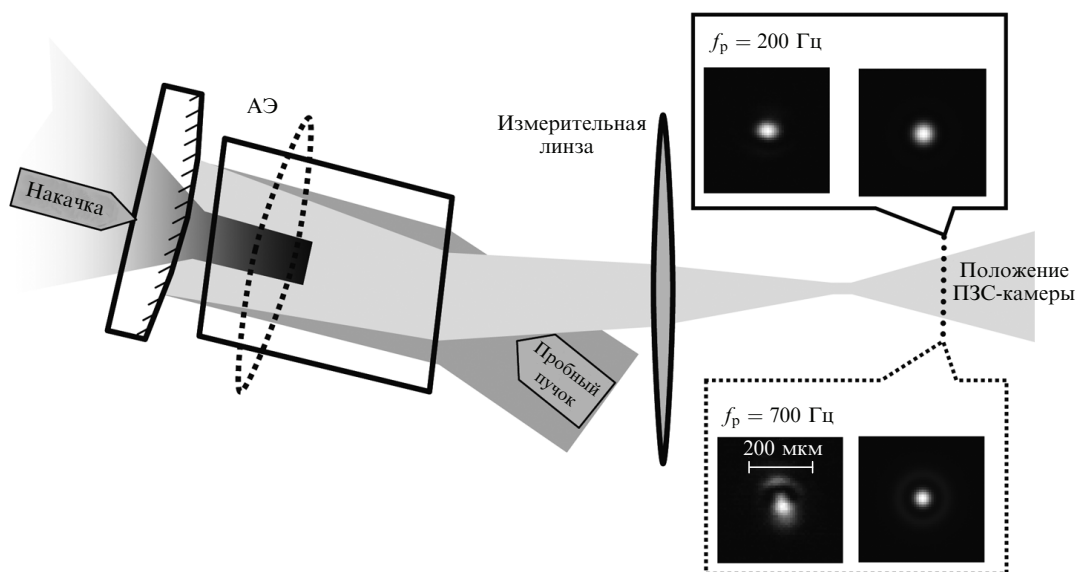 f_p = 200 Гц
АЭ
Измерительная
линза
Накачка
Положение
ПЗС-камеры
Пробный
пучок
f_p = 700 Гц
200 мкм